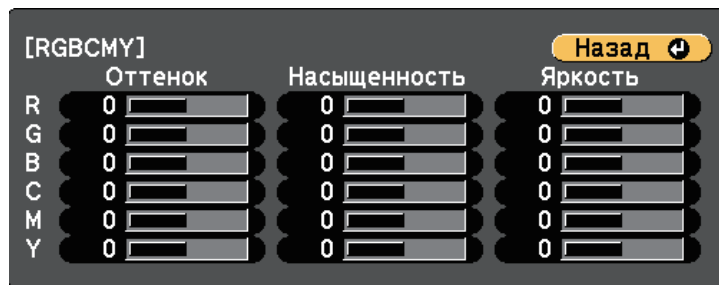 [RGBCMY] Назад
Оттенок Насыщенность Яркость
R 0 0 0
G 0 0 0
B 0 0 0
C 0 0 0
M 0 0 0
Y 0 0 0